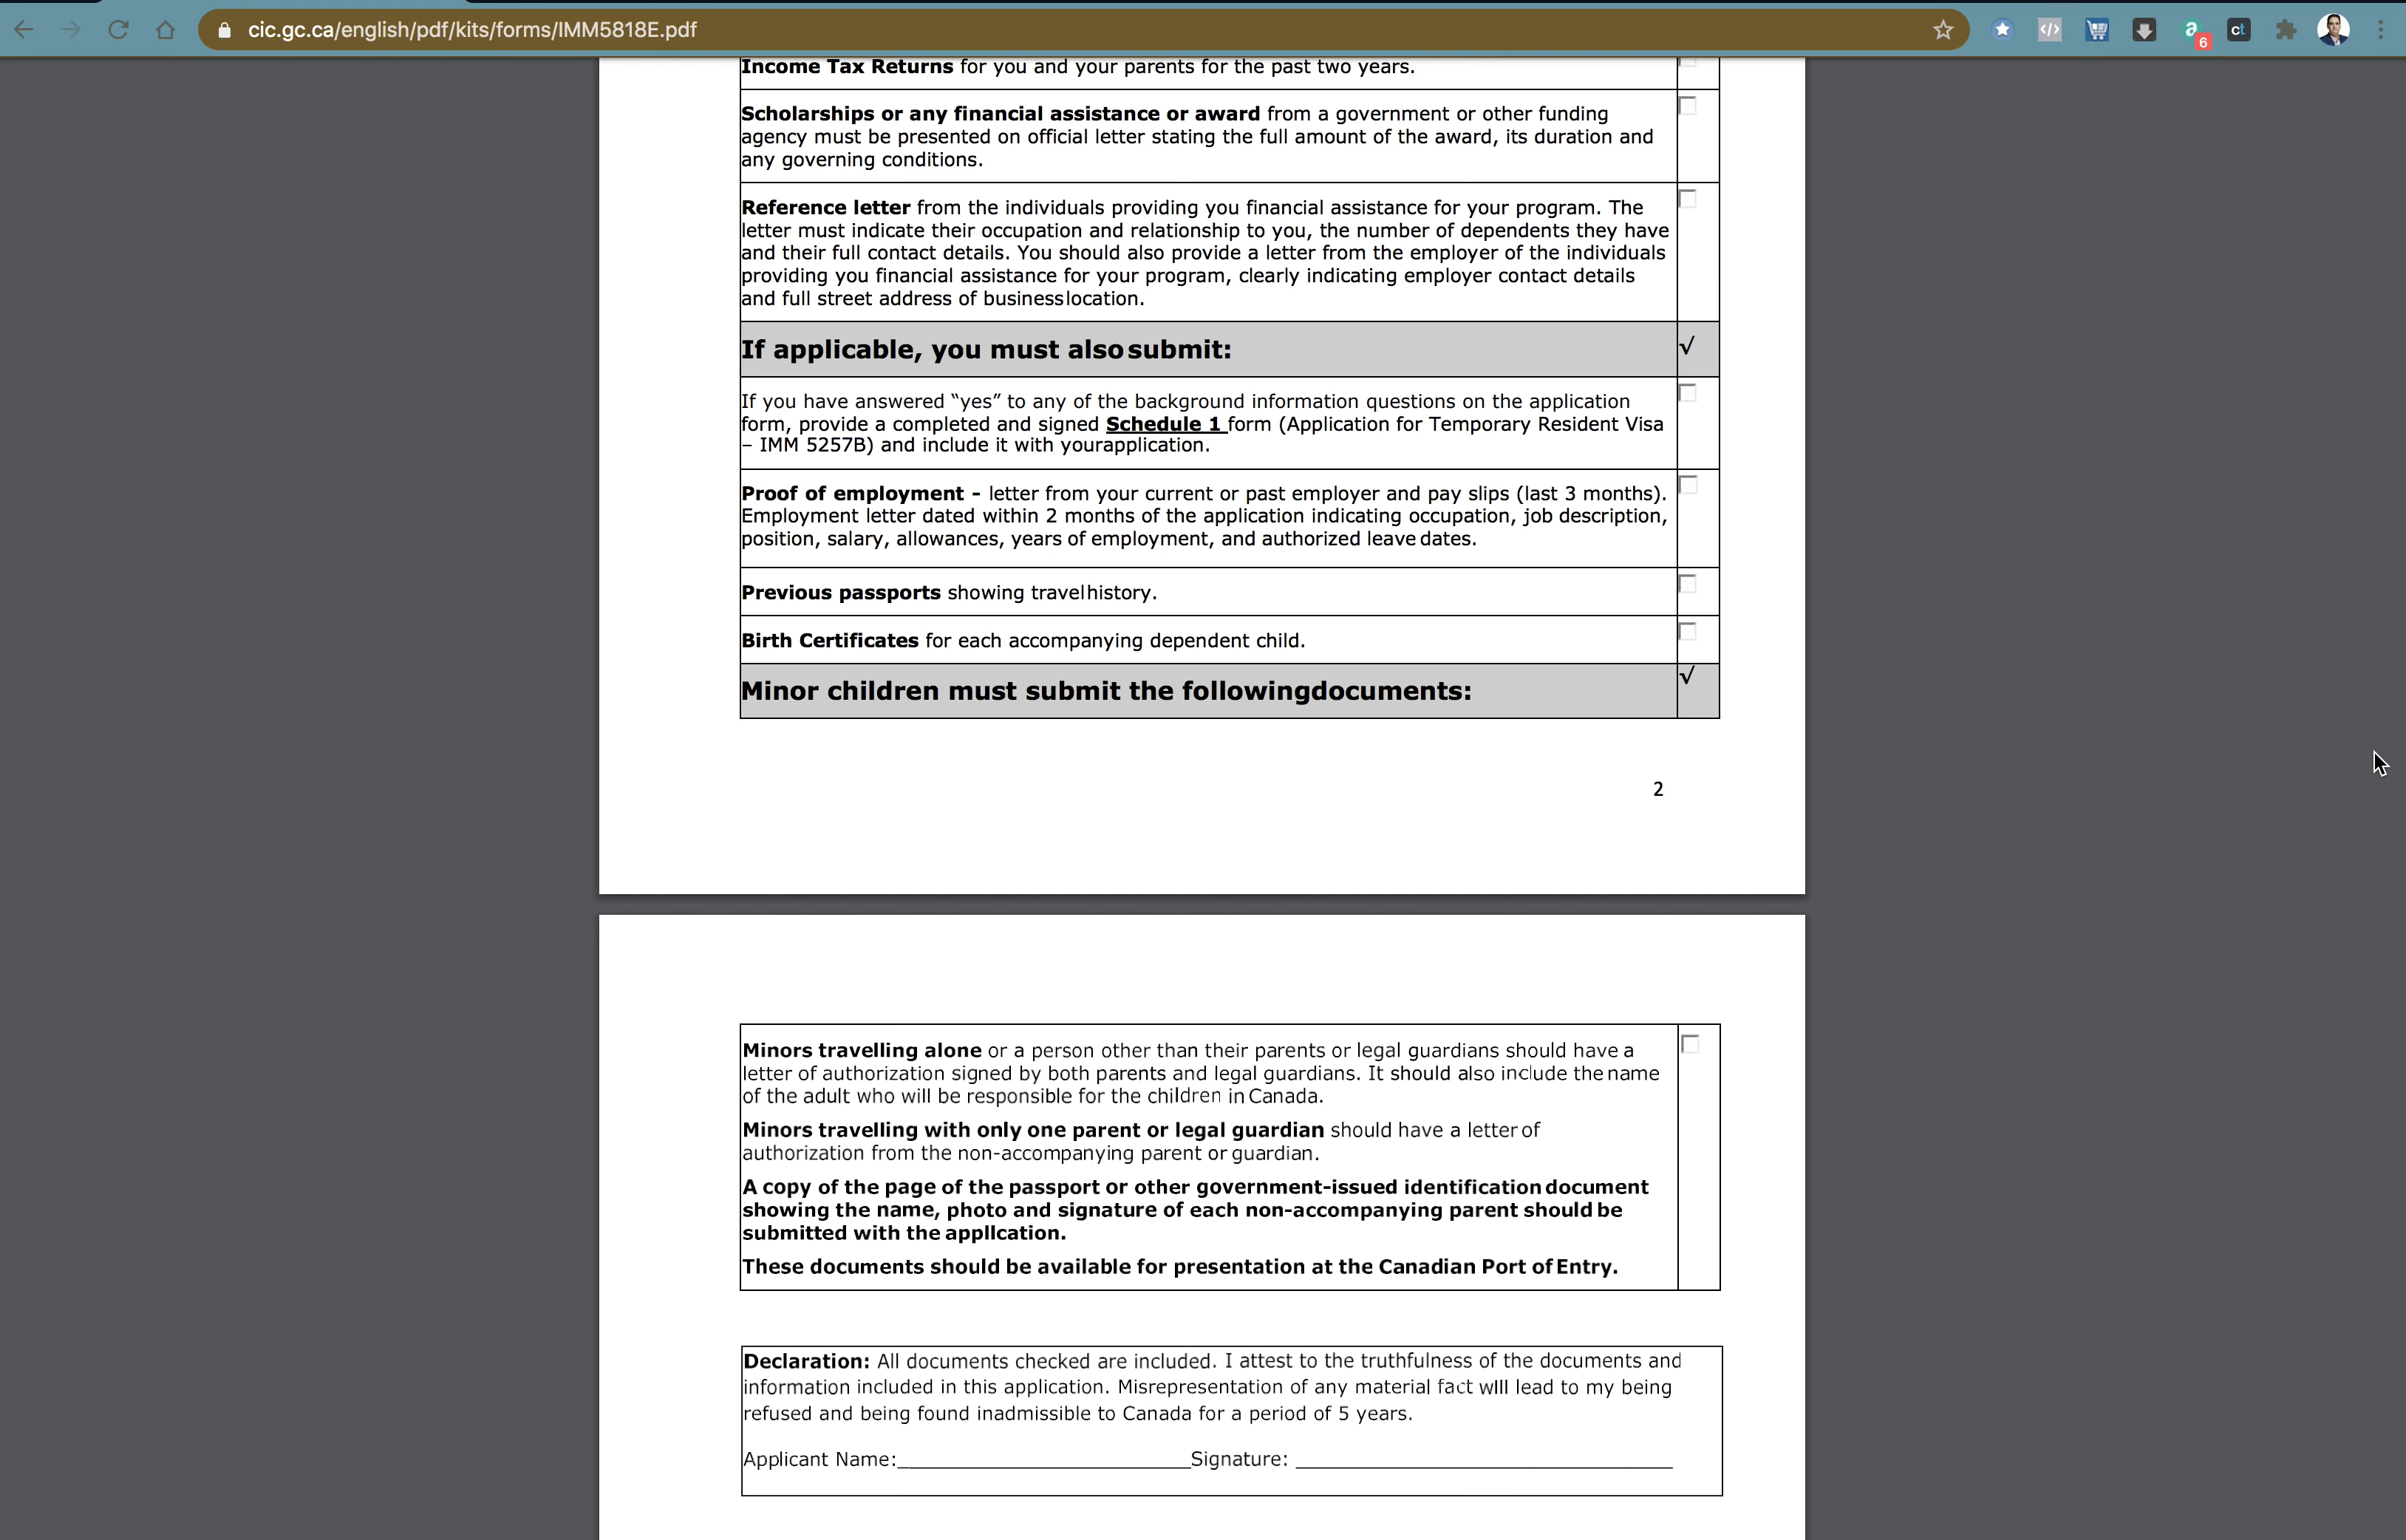 cic.gc.ca/english/pdf/kits/forms/IMM5818E.pdf
</>
a
6
ct
Income Tax Returns for you and your parents for the past two years.
Scholarships or any financial assistance or award from a government or other funding
agency must be presented on official letter stating the full amount of the award, its duration and
any governing conditions.
Reference letter from the individuals providing you financial assistance for your program. The
letter must indicate their occupation and relationship to you, the number of dependents they have
and their full contact details. You should also provide a letter from the employer of the individuals
providing you financial assistance for your program, clearly indicating employer contact details
and full street address of business location.
If applicable, you must also submit: √
If you have answered “yes” to any of the background information questions on the application
form, provide a completed and signed Schedule 1 form (Application for Temporary Resident Visa
– IMM 5257B) and include it with yourapplication.
Proof of employment - letter from your current or past employer and pay slips (last 3 months).
Employment letter dated within 2 months of the application indicating occupation, job description,
position, salary, allowances, years of employment, and authorized leave dates.
Previous passports showing travel history.
Birth Certificates for each accompanying dependent child.
Minor children must submit the followingdocuments: √
2
Minors travelling alone or a person other than their parents or legal guardians should have a
letter of authorization signed by both parents and legal guardians. It should also include the name
of the adult who will be responsible for the children in Canada.
Minors travelling with only one parent or legal guardian should have a letter of
authorization from the non-accompanying parent or guardian.
A copy of the page of the passport or other government-issued identification document
showing the name, photo and signature of each non-accompanying parent should be
submitted with the application.
These documents should be available for presentation at the Canadian Port of Entry.
Declaration: All documents checked are included. I attest to the truthfulness of the documents and
information included in this application. Misrepresentation of any material fact will lead to my being
refused and being found inadmissible to Canada for a period of 5 years.
Applicant Name:__________________________Signature: __________________________________